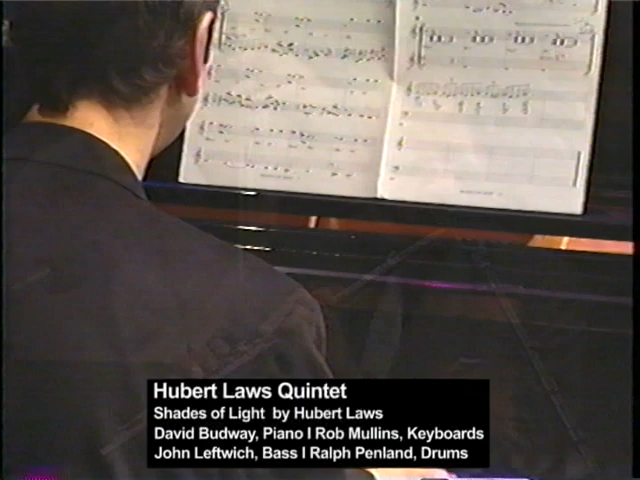 Hubert Laws Quintet
Shades of Light by Hubert Laws
David Budway, Piano | Rob Mullins, Keyboards
John Leftwich, Bass | Ralph Penland, Drums